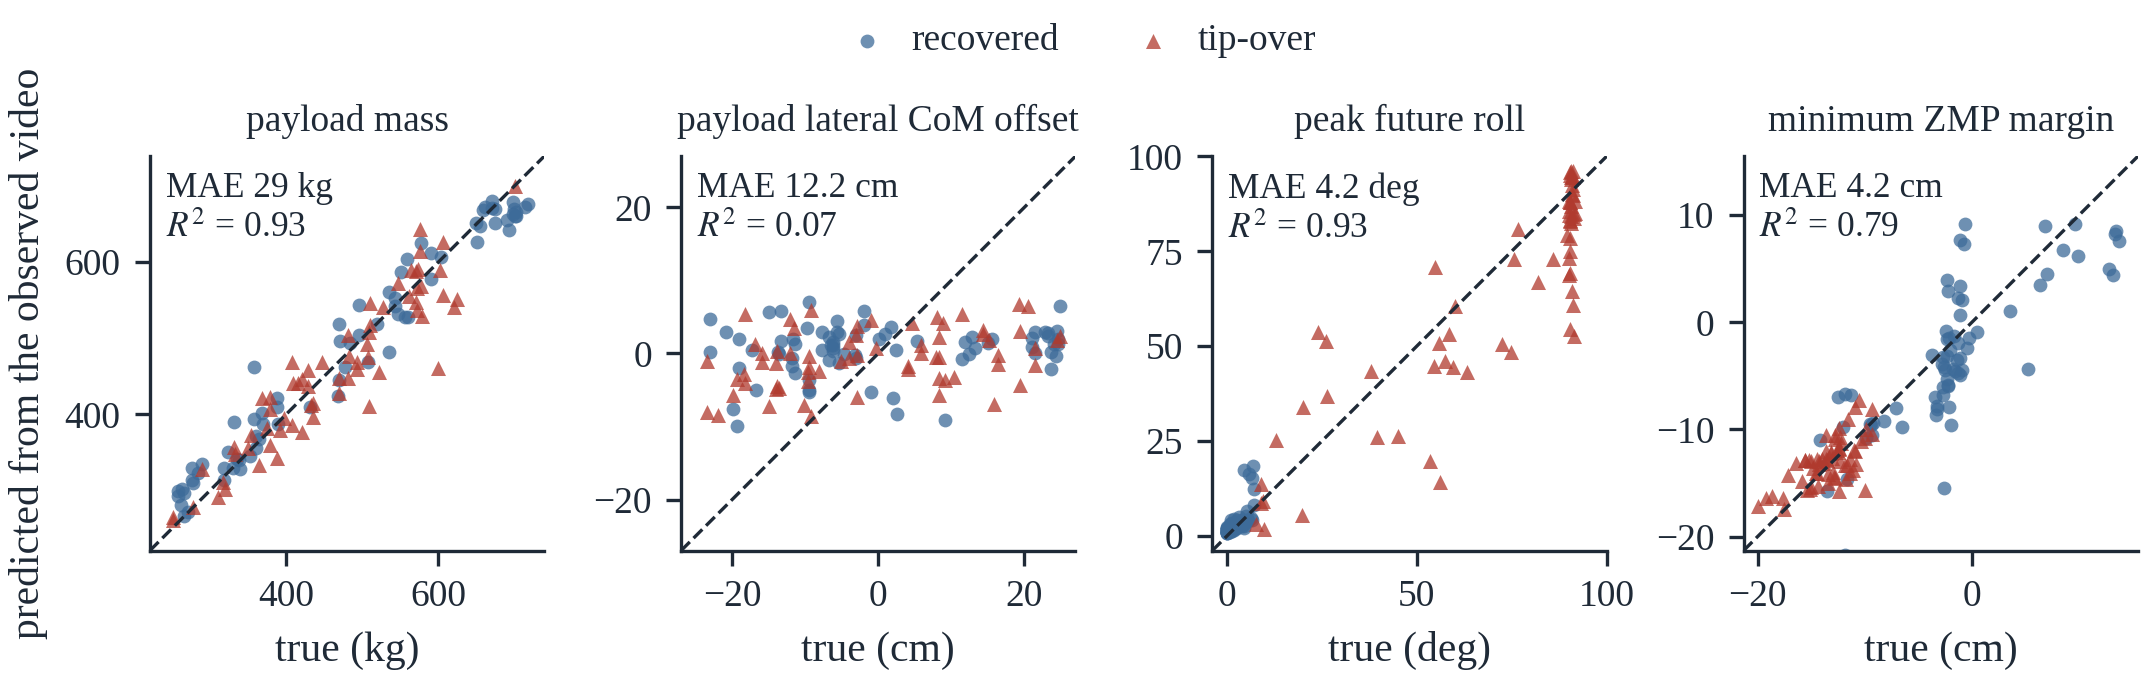 recovered
tip-over
predicted from the observed video
payload mass
MAE 29 kg
R² = 0.93
600
400
400
600
true (kg)
payload lateral CoM offset
MAE 12.2 cm
R² = 0.07
20
0
−20
−20
0
20
true (cm)
peak future roll
MAE 4.2 deg
R² = 0.93
100
75
50
25
0
0
50
100
true (deg)
minimum ZMP margin
MAE 4.2 cm
R² = 0.79
10
0
−10
−20
−20
0
true (cm)